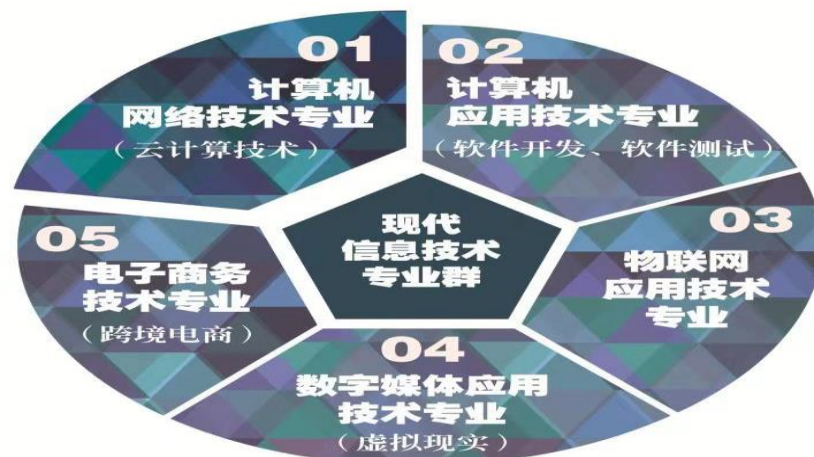 01
计算机
网络技术专业
（云计算技术）
02
计算机
应用技术专业
（软件开发、软件测试）
03
物联网
应用技术
专业
04
数字媒体应用
技术专业
（虚拟现实）
05
电子商务
技术专业
（跨境电商）
现代
信息技术
专业群